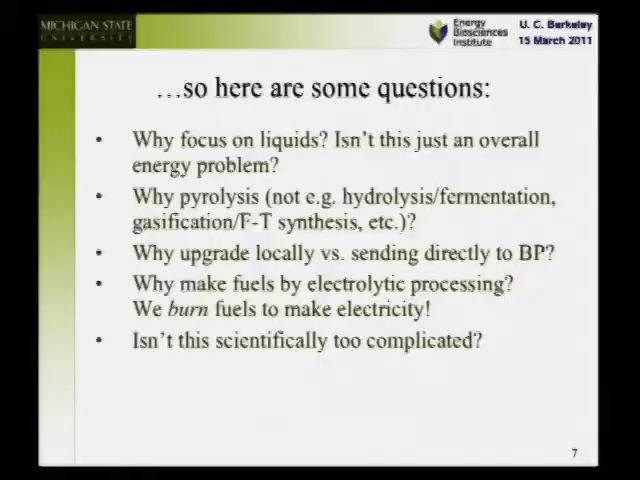 MICHIGAN STATE
UNIVERSITY
Energy
Biosciences
Institute
U. C. Berkeley
15 March 2011
…so here are some questions:
• Why focus on liquids? Isn't this just an overall
energy problem?
• Why pyrolysis (not e.g. hydrolysis/fermentation,
gasification/F-T synthesis, etc.)?
• Why upgrade locally vs. sending directly to BP?
• Why make fuels by electrolytic processing?
We burn fuels to make electricity!
• Isn't this scientifically too complicated?
7